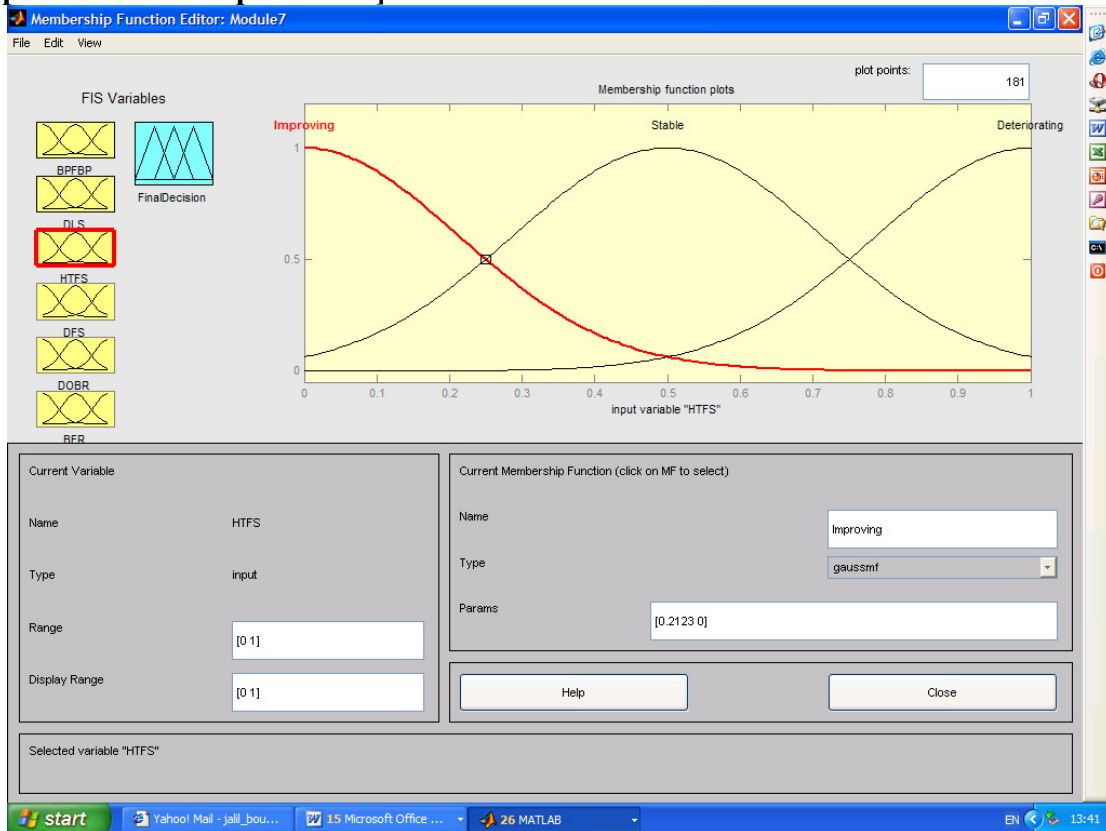 Membership Function Editor: Module7
File Edit View
plot points:
181
FIS Variables
Membership function plots
Improving
Stable
Deteriorating
BPFBP
FinalDecision
DLS
HTFS
DFS
DOBR
BFR
1
0.5
0
0 0.1 0.2 0.3 0.4 0.5 0.6 0.7 0.8 0.9 1
input variable "HTFS"
Current Variable
Name HTFS
Type input
Range [0 1]
Display Range [0 1]
Current Membership Function (click on MF to select)
Name Improving
Type gaussmf
Params [0.2123 0]
Help
Close
Selected variable "HTFS"
start
Yahoo! Mail - jalil_bou...
15 Microsoft Office ...
26 MATLAB
EN
13:41